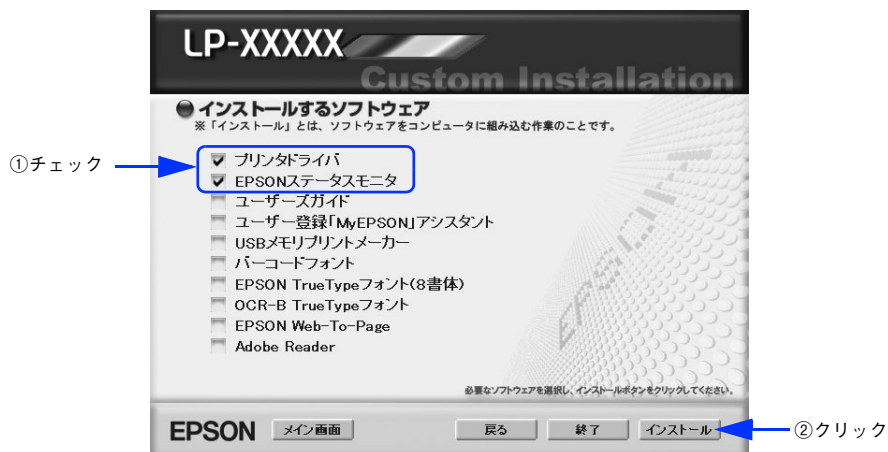 LP-XXXXX
Custom Installation
インストールするソフトウェア
※「インストール」とは、ソフトウェアをコンピュータに組み込む作業のことです。
①チェック
プリンタドライバ
EPSONステータスモニタ
ユーザーズガイド
ユーザー登録「MyEPSON」アシスタント
USBメモリプリントメーカー
バーコードフォント
EPSON TrueTypeフォント(8書体)
OCR-B TrueTypeフォント
EPSON Web-To-Page
Adobe Reader
EPSON
必要なソフトウェアを選択し、インストールボタンをクリックしてください。
EPSON
メイン画面
戻る
終了
インストール
②クリック